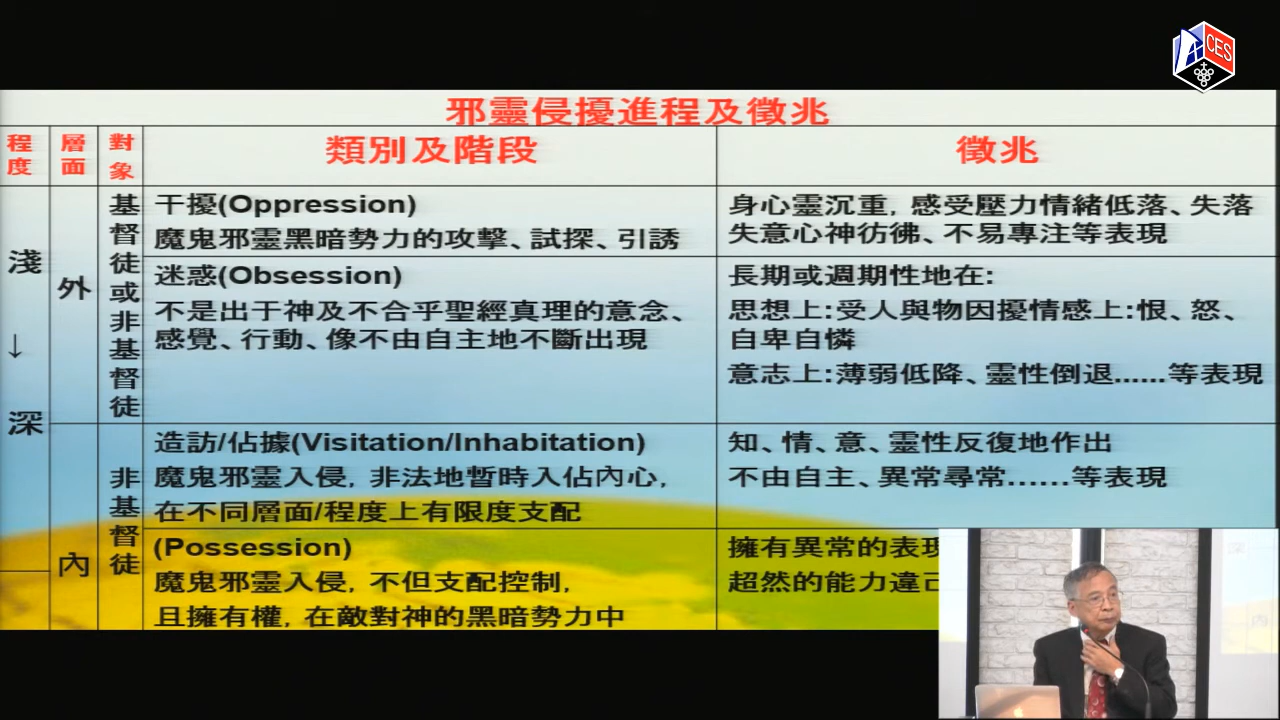 CES
邪靈侵擾進程及徵兆
程度
層面
對象
類別及階段
徵兆
淺
↓
深
外
內
基督徒或非基督徒
非基督徒
干擾(Oppression)
魔鬼邪靈黑暗勢力的攻擊、試探、引誘
身心靈沉重, 感受壓力情緒低落、失落
失意心神彷彿、不易專注等表現
迷惑(Obsession)
不是出于神及不合乎聖經真理的意念、
感覺、行動、像不由自主地不斷出現
長期或週期性地在:
思想上:受人與物因擾情感上:恨、怒、
自卑自憐
意志上:薄弱低降、靈性倒退......等表現
造訪/佔據(Visitation/Inhabitation)
魔鬼邪靈入侵, 非法地暫時入佔內心,
在不同層面/程度上有限度支配
知、情、意、靈性反復地作出
不由自主、異常尋常......等表現
(Possession)
魔鬼邪靈入侵, 不但支配控制,
且擁有權, 在敵對神的黑暗勢力中
擁有異常的表現
超然的能力違己